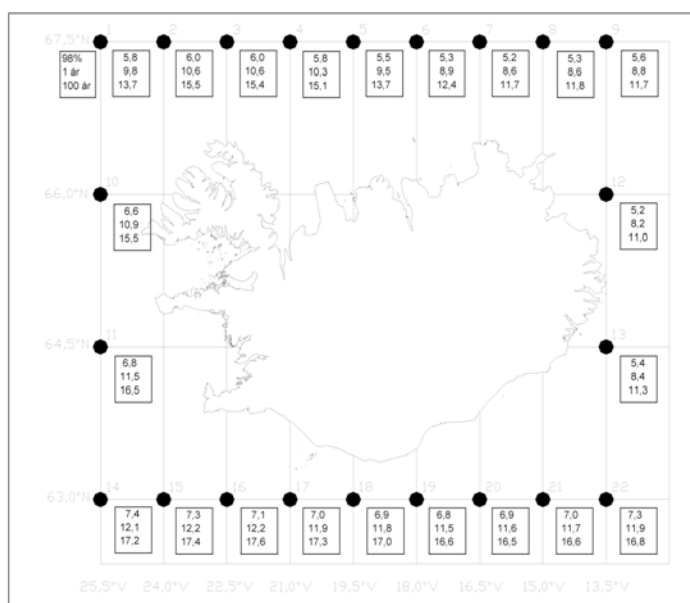 1 2 3 4 5 6 7 8 9
67,5°N
98% 5,8 6,0 6,0 5,8 5,5 5,3 5,2 5,3 5,6
1 ár 9,8 10,6 10,6 10,3 9,5 8,9 8,6 8,6 8,8
100 ár 13,7 15,5 15,4 15,1 13,7 12,4 11,7 11,8 11,7
10 12
66,0°N
6,6 5,2
10,9 8,2
15,5 11,0
11 13
64,5°N
6,8 5,4
11,5 8,4
16,5 11,3
14 15 16 17 18 19 20 21 22
63,0°N
7,4 7,3 7,1 7,0 6,9 6,8 6,9 7,0 7,3
12,1 12,2 12,2 11,9 11,8 11,5 11,6 11,7 11,9
17,2 17,4 17,6 17,3 17,0 16,6 16,5 16,6 16,8
25,5°V 24,0°V 22,5°V 21,0°V 19,5°V 18,0°V 16,5°V 15,0°V 13,5°V